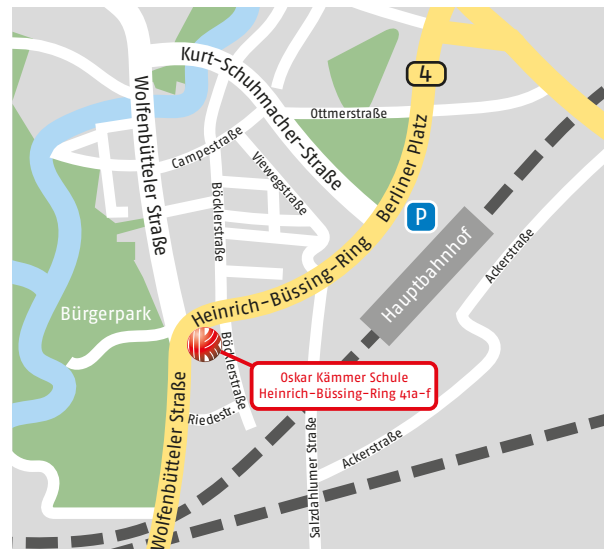 Kurt-Schuhmacher-Straße
4
Wolfenbütteler Straße
Ottmerstraße
Campestraße
Viewegstraße
Berliner Platz
Böcklerstraße
P
Hauptbahnhof
Ackerstraße
Heinrich-Büssing-Ring
Bürgerpark
Böcklerstraße
Oskar Kämmer Schule
Heinrich-Büssing-Ring 41a-f
Wolfenbütteler Straße
Riedestr.
Salzdahlumer Straße
Ackerstraße